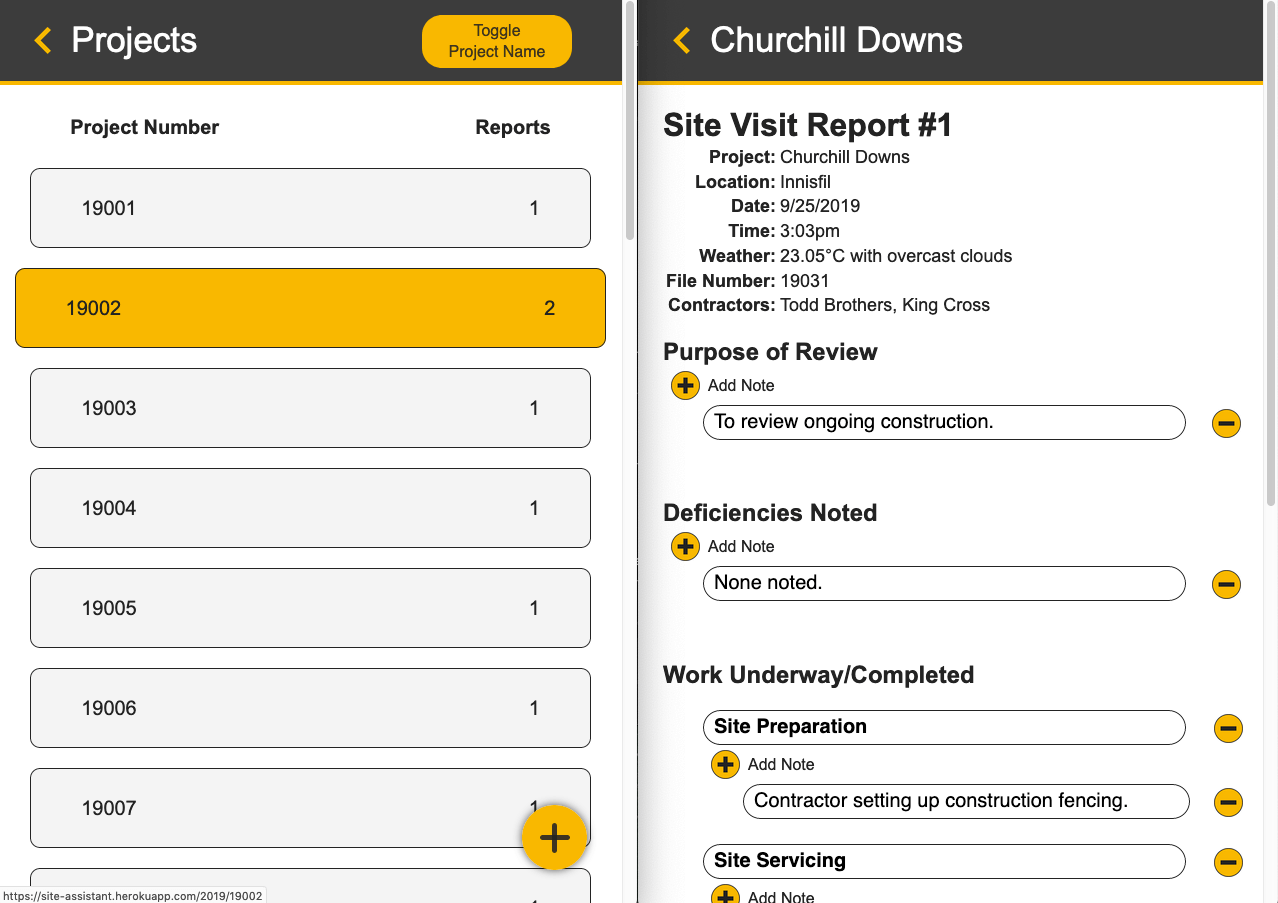 Projects
Toggle
Project Name
Project Number Reports
19001 1
19002 2
19003 1
19004 1
19005 1
19006 1
19007 1
https://site-assistant.herokuapp.com/2019/19002
Churchill Downs
Site Visit Report #1
Project: Churchill Downs
Location: Innisfil
Date: 9/25/2019
Time: 3:03pm
Weather: 23.05°C with overcast clouds
File Number: 19031
Contractors: Todd Brothers, King Cross
Purpose of Review
Add Note
To review ongoing construction.
Deficiencies Noted
Add Note
None noted.
Work Underway/Completed
Site Preparation
Add Note
Contractor setting up construction fencing.
Site Servicing
Add Note